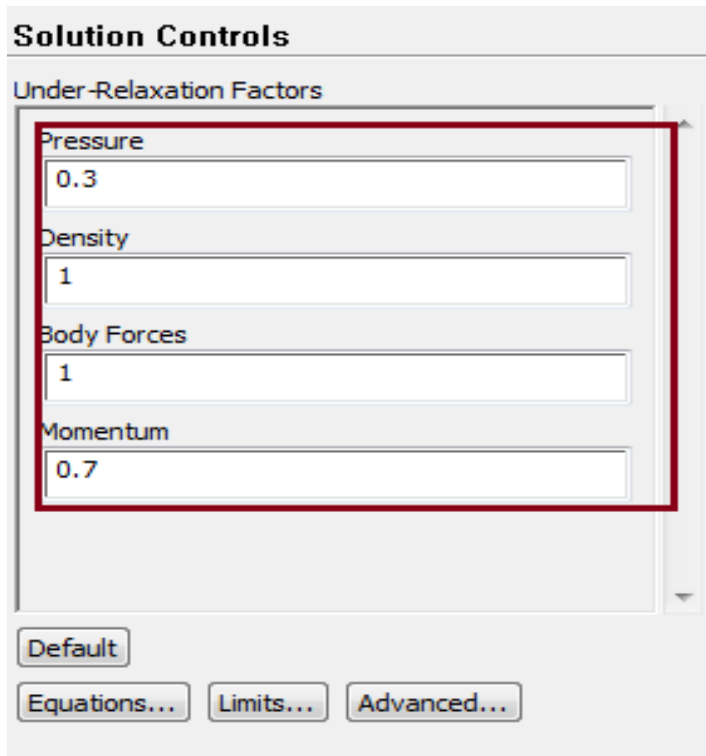 Solution Controls
Under-Relaxation Factors
Pressure
0.3
Density
1
Body Forces
1
Momentum
0.7
Default
Equations... Limits... Advanced...